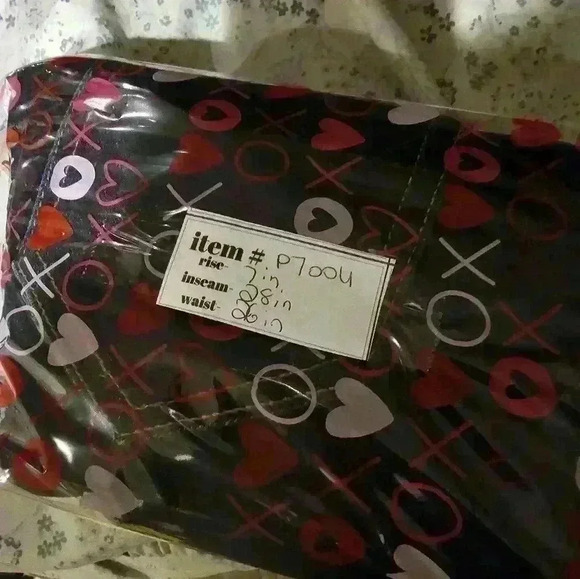 item # P7004
rise- 7in
inseam- 28in
waist- 26in